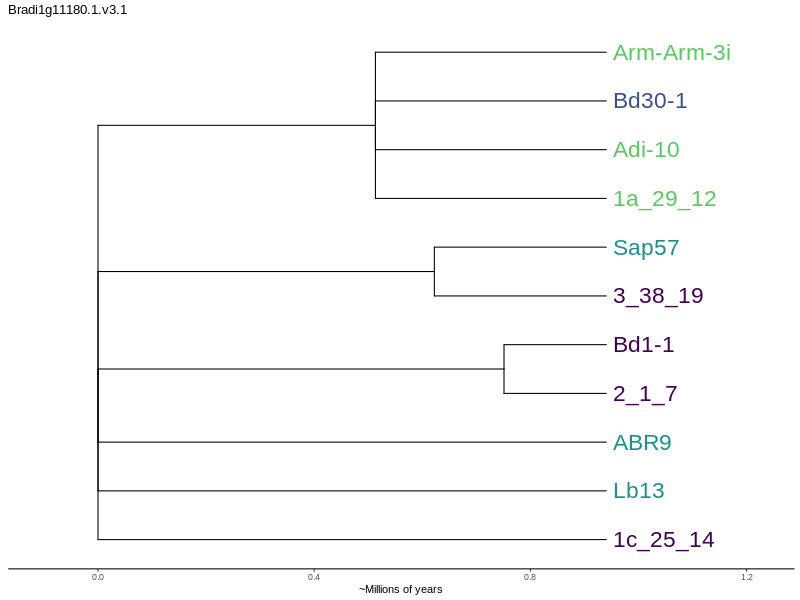 Bradi1g11180.1.v3.1
Arm-Arm-3i
Bd30-1
Adi-10
1a_29_12
Sap57
3_38_19
Bd1-1
2_1_7
ABR9
Lb13
1c_25_14
0.0 0.4 0.8 1.2
~Millions of years